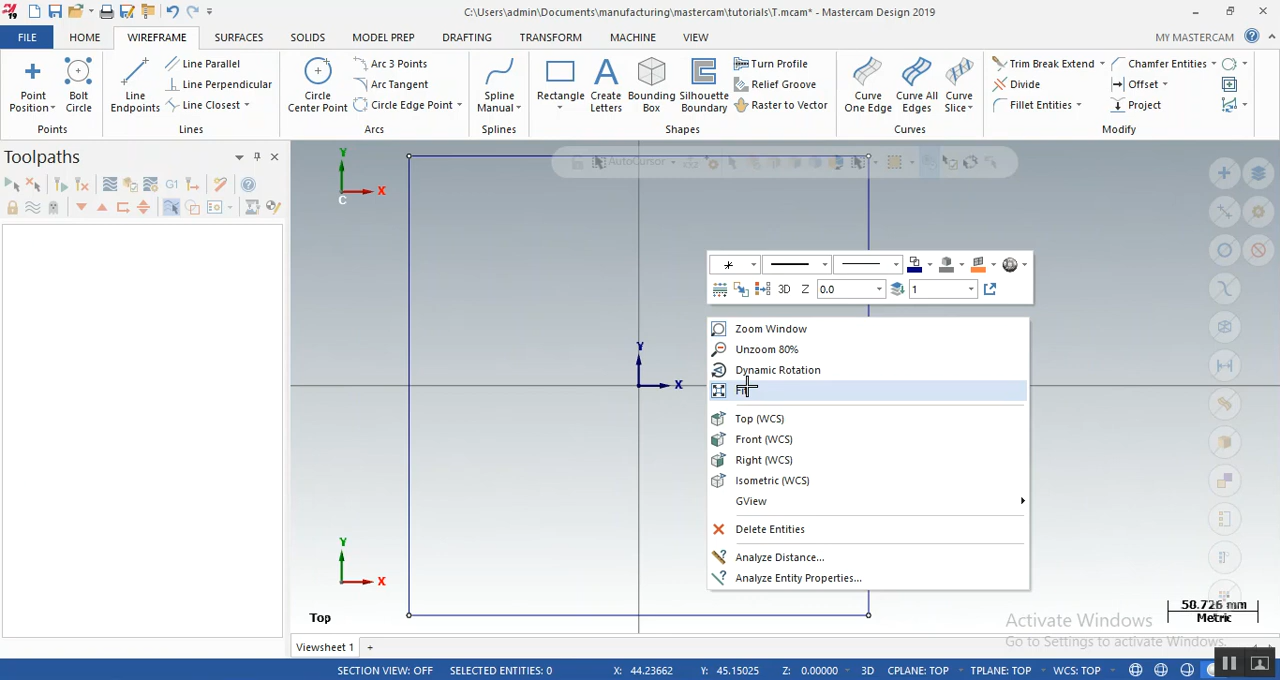 C:\Users\admin\Documents\manufacturing\mastercam\tutorials\T.mcam* - Mastercam Design 2019
FILE HOME WIREFRAME SURFACES SOLIDS MODEL PREP DRAFTING TRANSFORM MACHINE VIEW MY MASTERCAM
Point Position
Bolt Circle
Points
Line Endpoints
Line Parallel
Line Perpendicular
Line Closest
Lines
Circle Center Point
Arc 3 Points
Arc Tangent
Circle Edge Point
Arcs
Spline Manual
Splines
Rectangle
Create Letters
Bounding Box
Silhouette Boundary
Turn Profile
Relief Groove
Raster to Vector
Shapes
Curve One Edge
Curve All Edges
Curve Slice
Curves
Trim Break Extend
Divide
Fillet Entities
Chamfer Entities
Offset
Project
Modify
Toolpaths
G1
AutoCursor
Y
X
C
3D Z 0.0 1
Zoom Window
Unzoom 80%
Dynamic Rotation
Top (WCS)
Front (WCS)
Right (WCS)
Isometric (WCS)
GView
Delete Entities
Analyze Distance...
Analyze Entity Properties...
Y
X
Y
X
Top
58.726 mm
Metric
Activate Windows
Go to Settings to activate Windows.
Viewsheet 1 +
SECTION VIEW: OFF SELECTED ENTITIES: 0 X: 44.23662 Y: 45.15025 Z: 0.00000 3D CPLANE: TOP TPLANE: TOP WCS: TOP